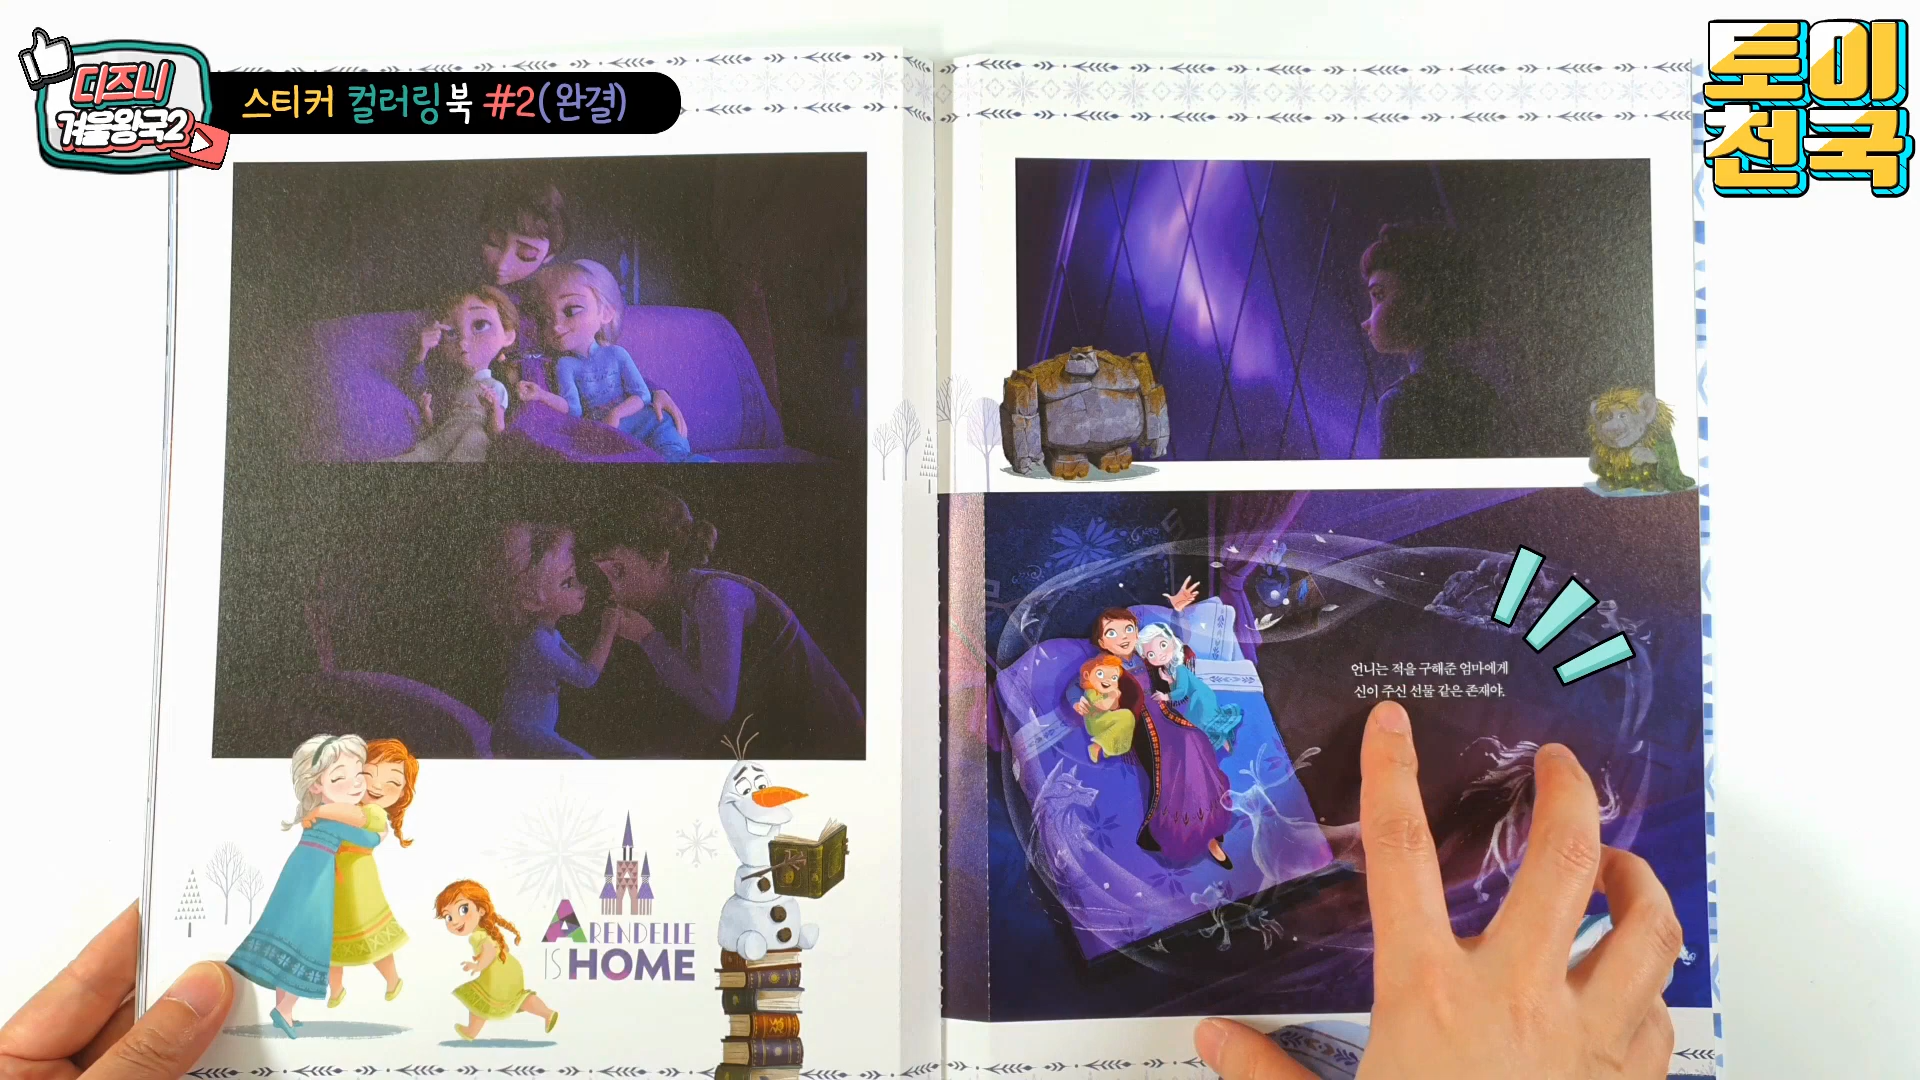 디즈니
겨울왕국2
스티커 컬러링북 #2(완결)
토이
천국
언니는 적을 구해준 엄마에게
신이 주신 선물 같은 존재야.
ARENDELLE
IS HOME